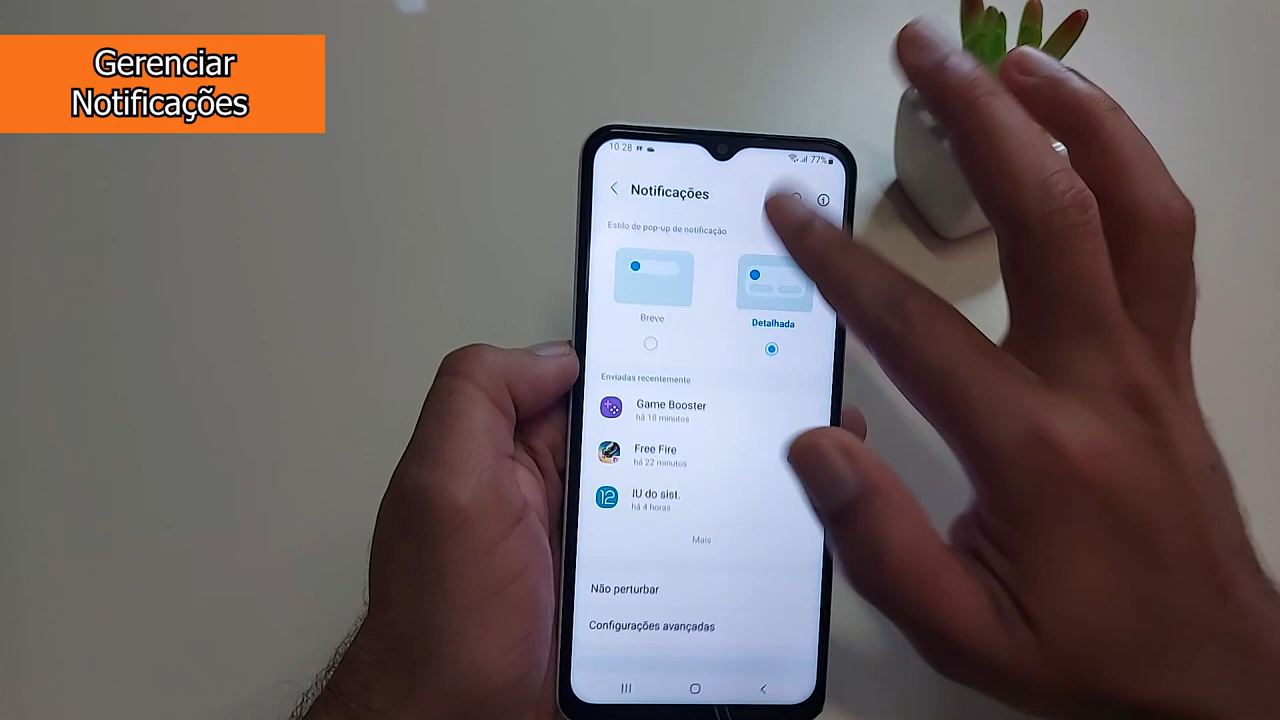 Gerenciar
Notificações
10:28
77%
Notificações
Estilo de pop-up de notificação
Breve
Detalhada
Enviadas recentemente
Game Booster
há 18 minutos
Free Fire
há 22 minutos
12
IU do sist.
há 4 horas
Mais
Não perturbar
Configurações avançadas